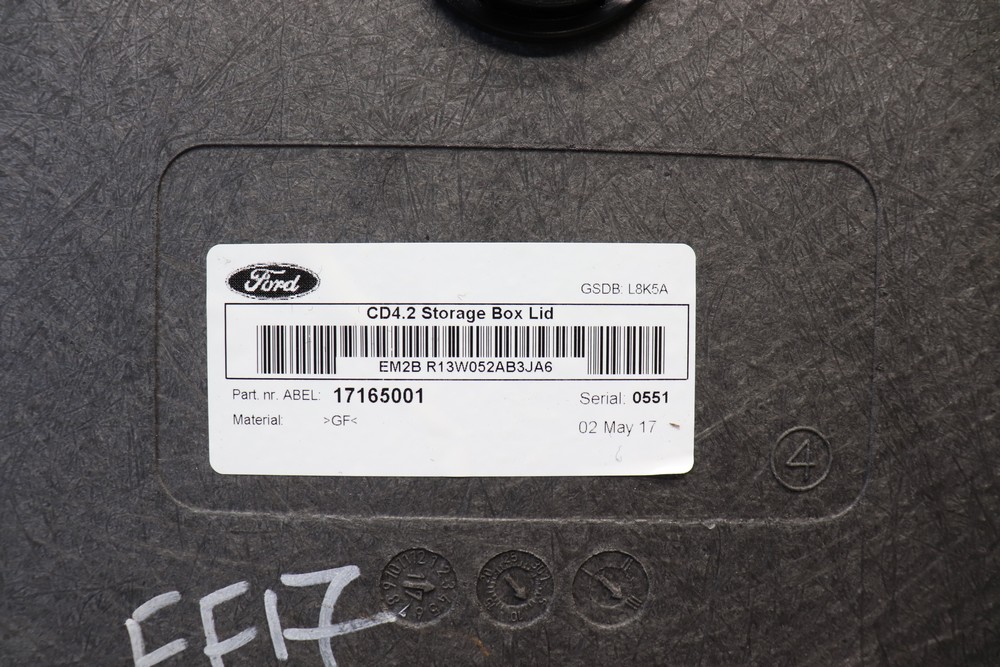 Ford
GSDB: L8K5A
CD4.2 Storage Box Lid
EM2B R13W052AB3JA6
Part. nr. ABEL: 17165001
Serial: 0551
Material: >GF<
02 May 17
4